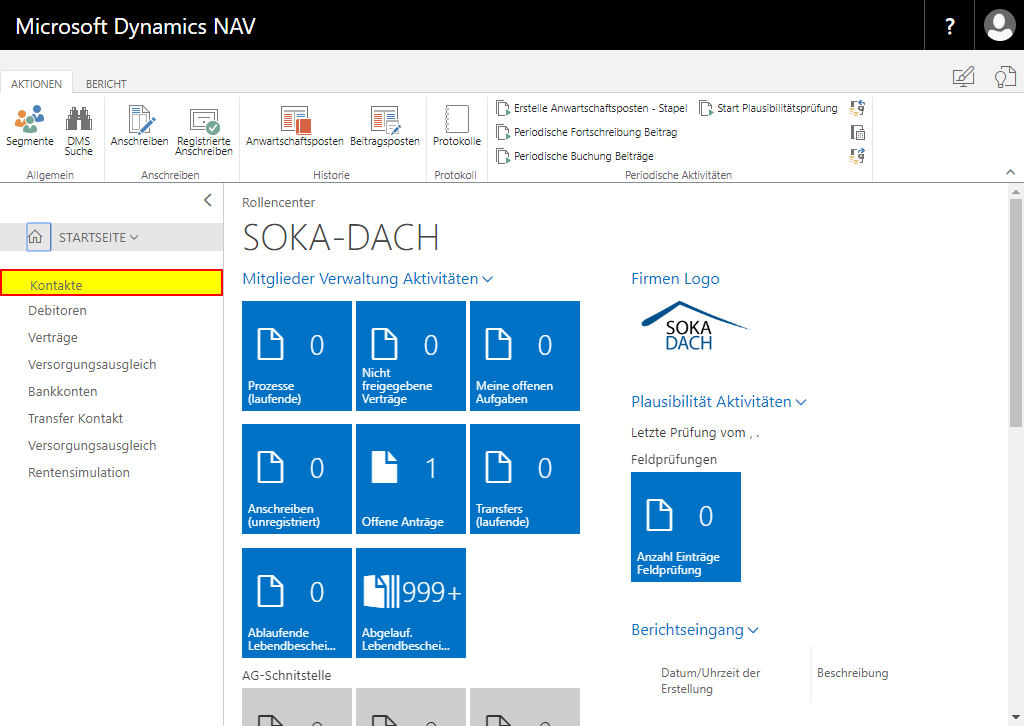 Microsoft Dynamics NAV
?
AKTIONEN
BERICHT
Segmente
DMS
Suche
Allgemein
Anschreiben
Registrierte
Anschreiben
Anschreiben
Anwartschaftsposten
Beitragsposten
Historie
Protokolle
Protokoll
Erstelle Anwartschaftsposten - Stapel
Start Plausibilitätsprüfung
Periodische Fortschreibung Beitrag
Periodische Buchung Beiträge
Periodische Aktivitäten
STARTSEITE
Kontakte
Debitoren
Verträge
Versorgungsausgleich
Bankkonten
Transfer Kontakt
Versorgungsausgleich
Rentensimulation
Rollencenter
SOKA-DACH
Mitglieder Verwaltung Aktivitäten
0
Prozesse
(laufende)
0
Nicht
freigegebene
Verträge
0
Meine offenen
Aufgaben
0
Anschreiben
(unregistriert)
1
Offene Anträge
0
Transfers
(laufende)
0
Ablaufende
Lebendbeschei...
999+
Abgelauf.
Lebendbeschei...
AG-Schnitstelle
Firmen Logo
SOKA
DACH
Plausibilität Aktivitäten
Letzte Prüfung vom , .
Feldprüfungen
0
Anzahl Einträge
Feldprüfung
Berichtseingang
Datum/Uhrzeit der
Erstellung
Beschreibung